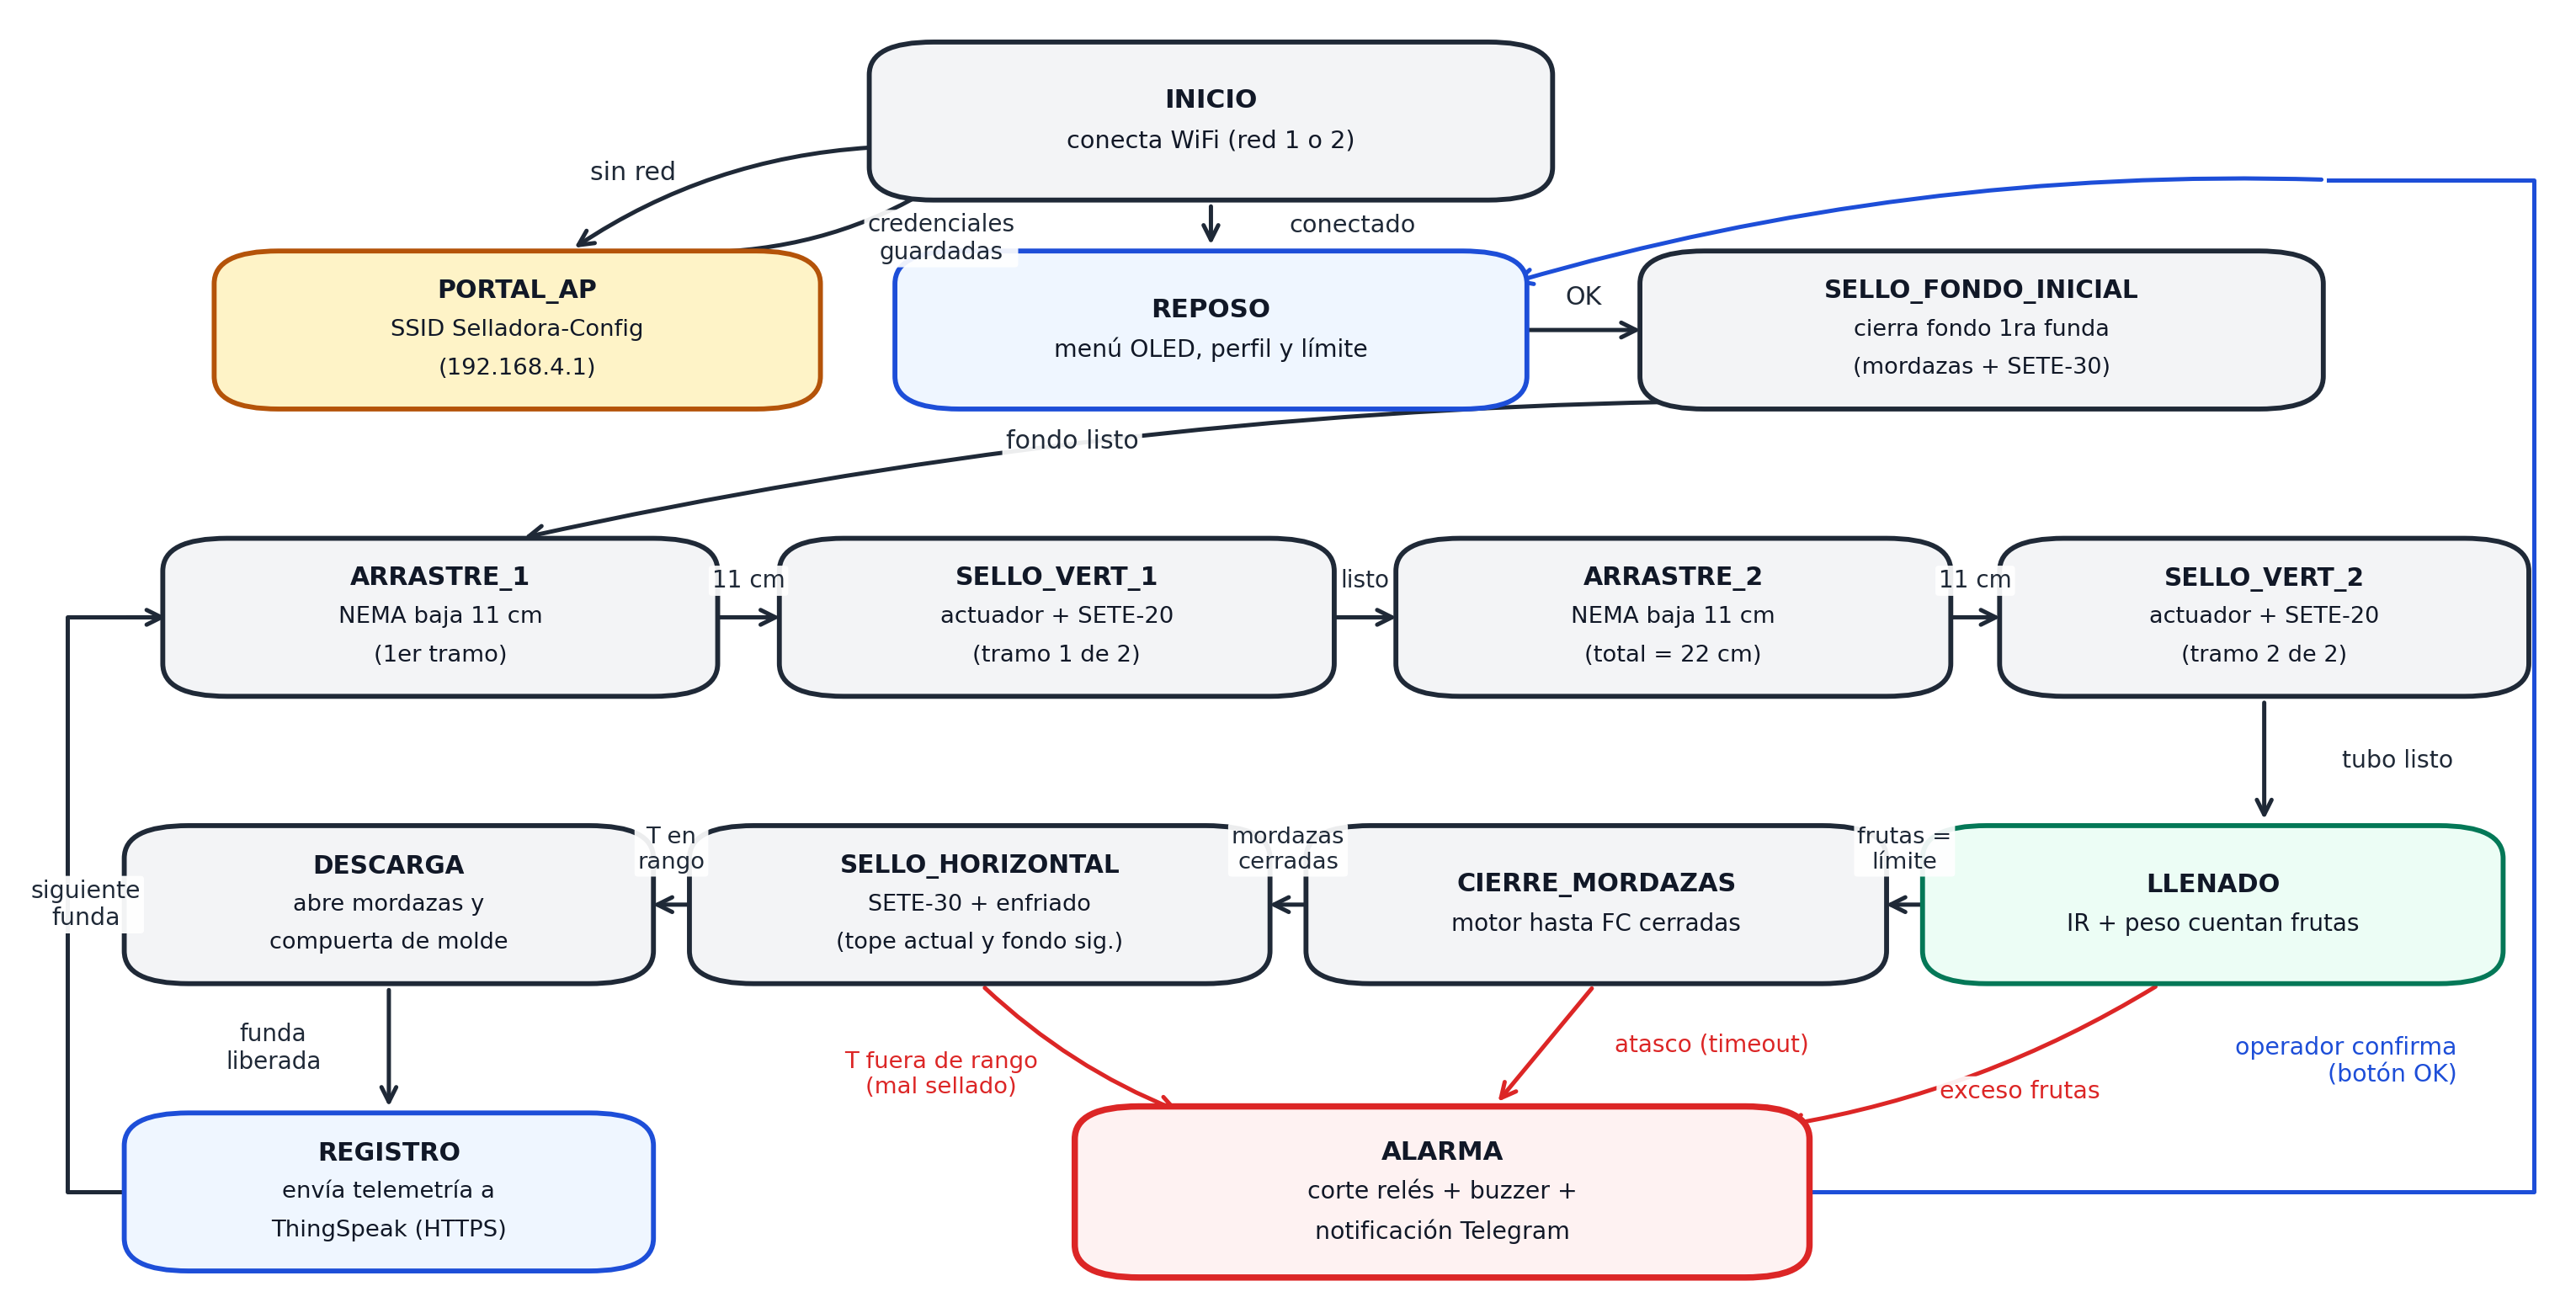 INICIO
conecta WiFi (red 1 o 2)
sin red
credenciales
guardadas
conectado
PORTAL_AP
SSID Selladora-Config
(192.168.4.1)
REPOSO
menú OLED, perfil y límite
OK
SELLO_FONDO_INICIAL
cierra fondo 1ra funda
(mordazas + SETE-30)
fondo listo
ARRASTRE_1
NEMA baja 11 cm
(1er tramo)
11 cm
SELLO_VERT_1
actuador + SETE-20
(tramo 1 de 2)
listo
ARRASTRE_2
NEMA baja 11 cm
(total = 22 cm)
11 cm
SELLO_VERT_2
actuador + SETE-20
(tramo 2 de 2)
tubo listo
siguiente
funda
DESCARGA
abre mordazas y
compuerta de molde
T en
rango
SELLO_HORIZONTAL
SETE-30 + enfriado
(tope actual y fondo sig.)
mordazas
cerradas
CIERRE_MORDAZAS
motor hasta FC cerradas
frutas =
límite
LLENADO
IR + peso cuentan frutas
funda
liberada
T fuera de rango
(mal sellado)
atasco (timeout)
exceso frutas
operador confirma
(botón OK)
REGISTRO
envía telemetría a
ThingSpeak (HTTPS)
ALARMA
corte relés + buzzer +
notificación Telegram